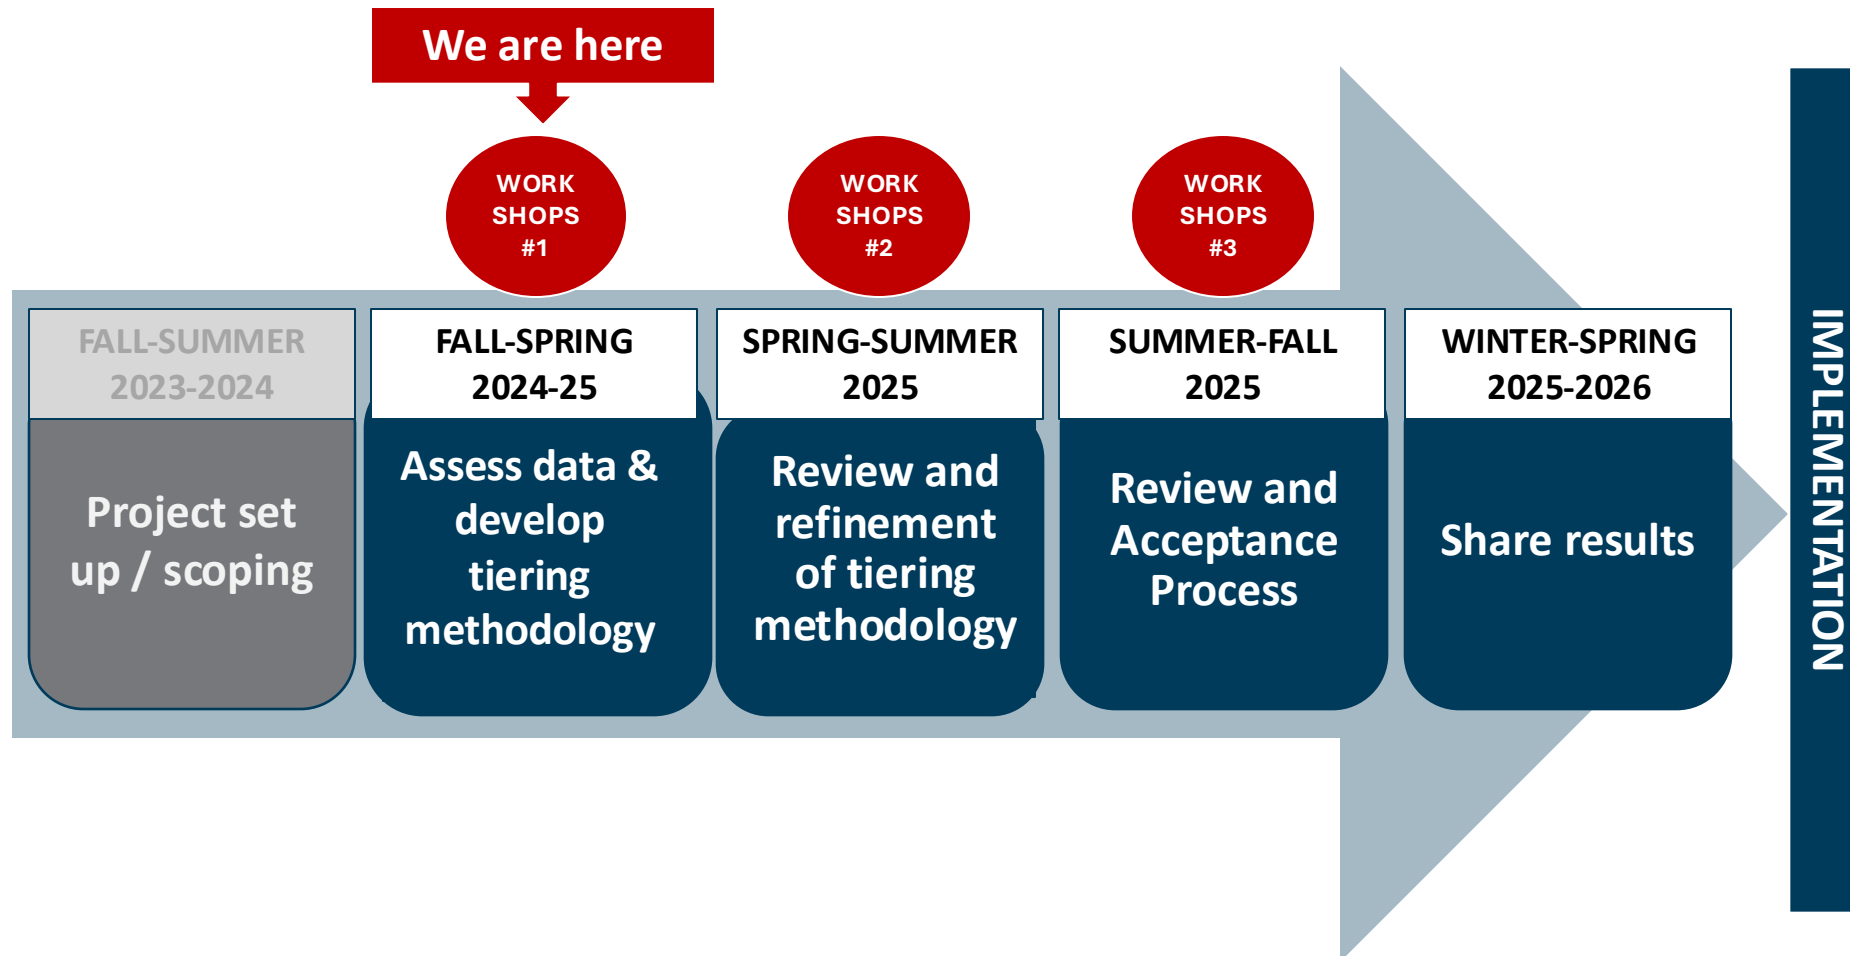 We are here
WORK
SHOPS
#1
WORK
SHOPS
#2
WORK
SHOPS
#3
FALL-SUMMER
2023-2024
Project set
up / scoping
FALL-SPRING
2024-25
Assess data &
develop
tiering
methodology
SPRING-SUMMER
2025
Review and
refinement
of tiering
methodology
SUMMER-FALL
2025
Review and
Acceptance
Process
WINTER-SPRING
2025-2026
Share results
IMPLEMENTATION